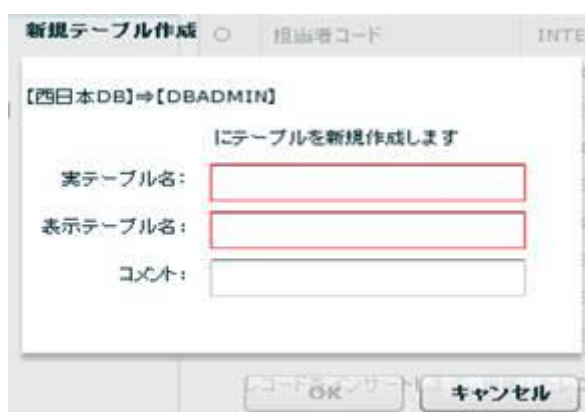 新規テーブル作成
担当者コード
INTE
【西日本DB】⇒【DBADMIN】
にテーブルを新規作成します
実テーブル名：
表示テーブル名：
コメント：
OK
キャンセル